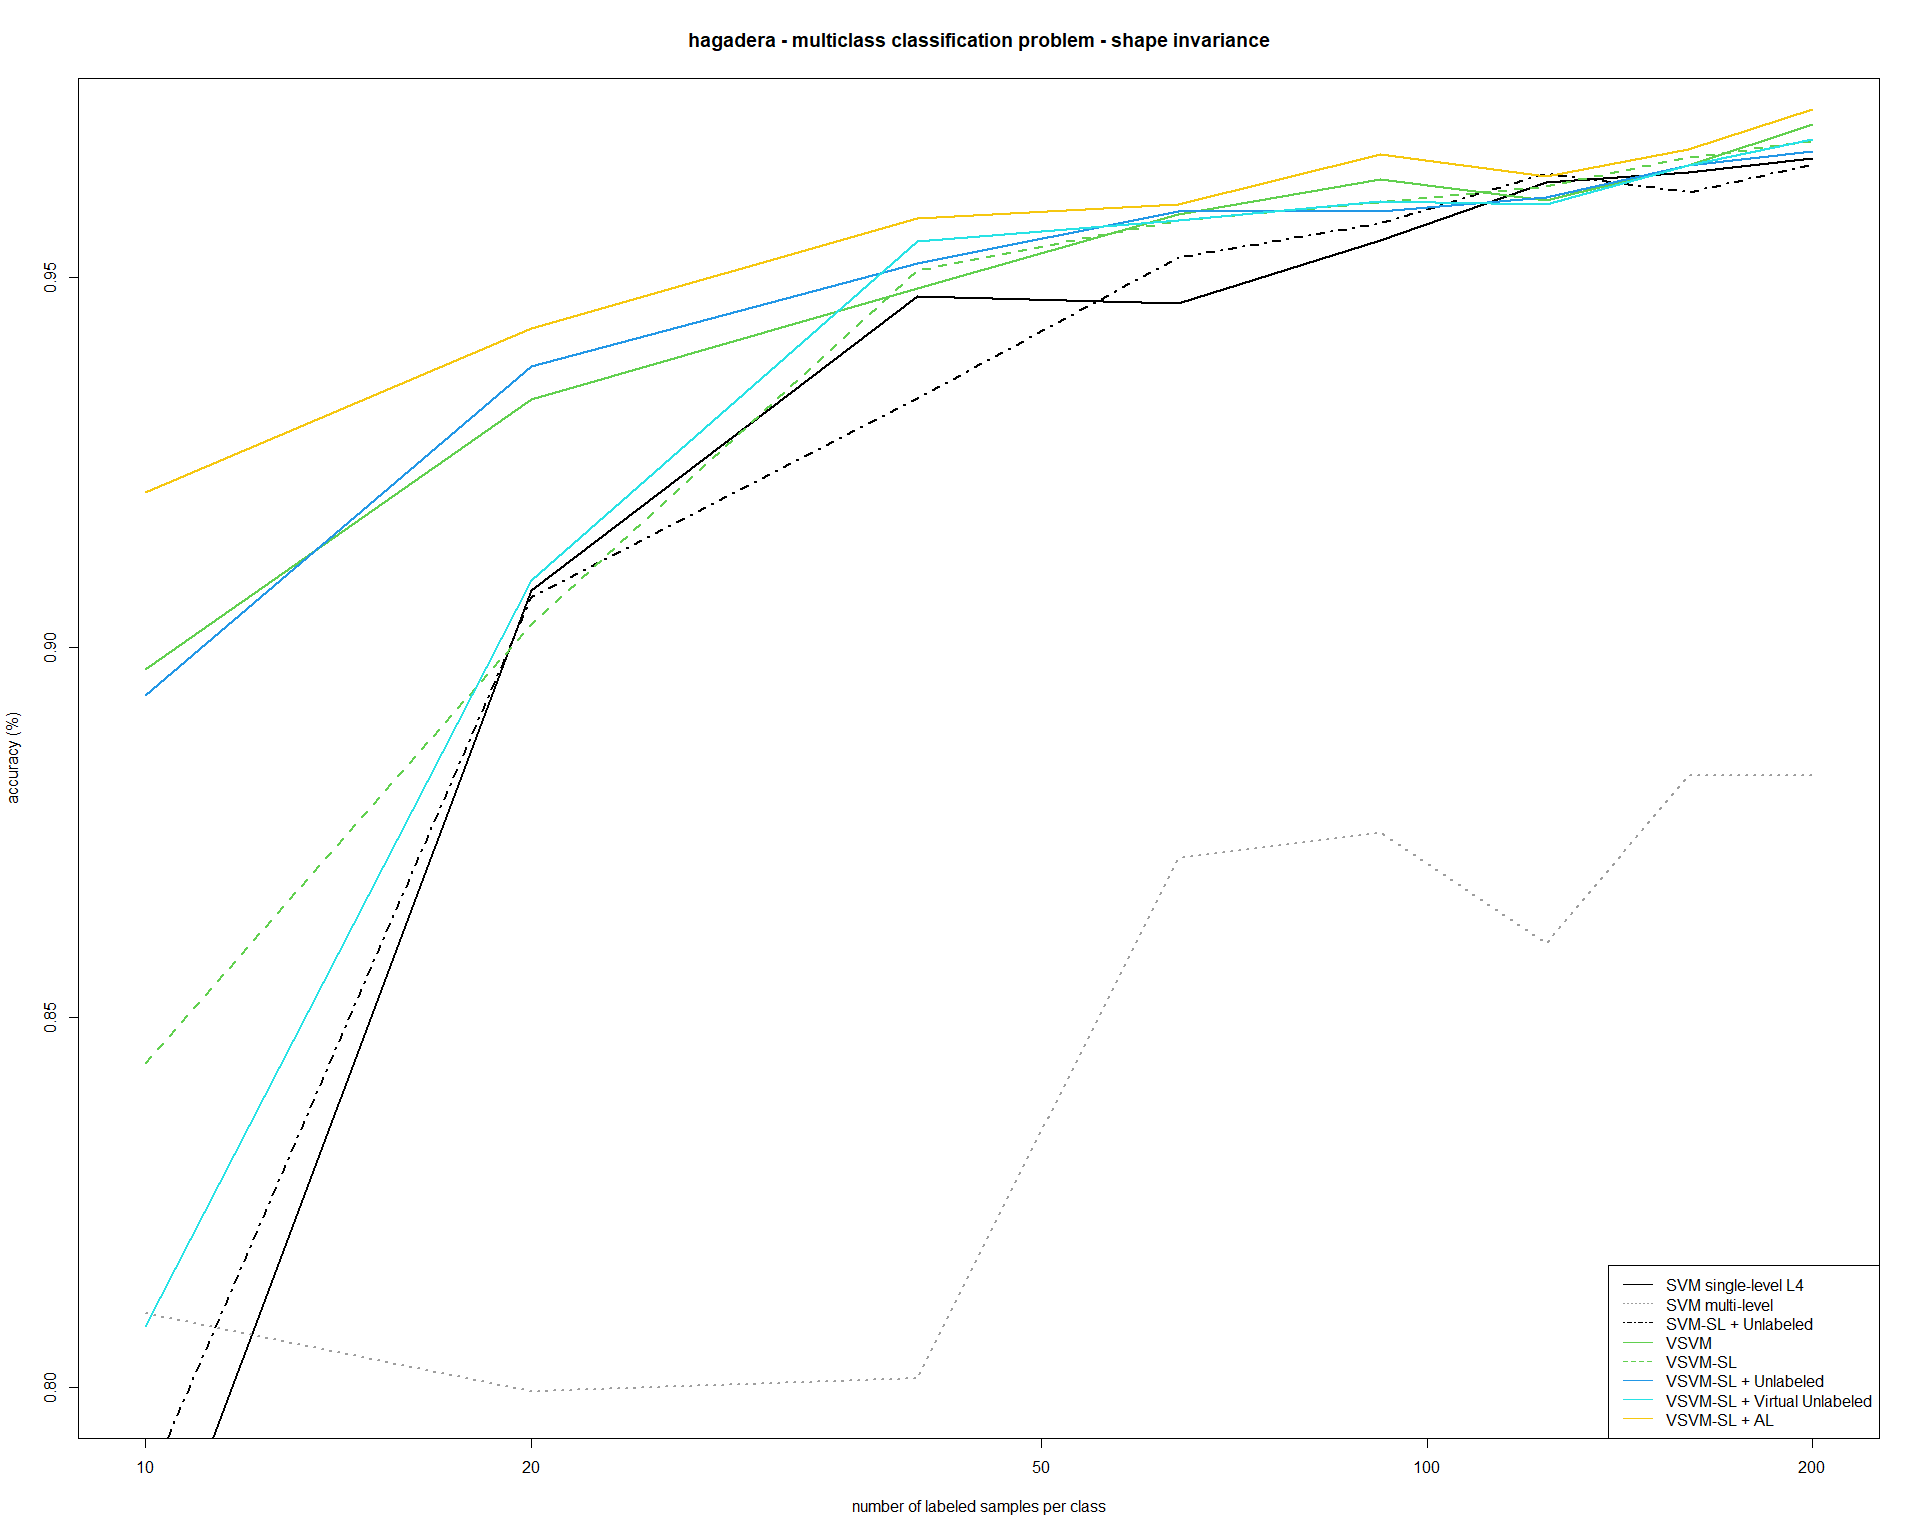 hagadera - multiclass classification problem - shape invariance
accuracy (%)
0.95
0.90
0.85
0.80
10 20 50 100 200
number of labeled samples per class
SVM single-level L4
SVM multi-level
SVM-SL + Unlabeled
VSVM
VSVM-SL
VSVM-SL + Unlabeled
VSVM-SL + Virtual Unlabeled
VSVM-SL + AL